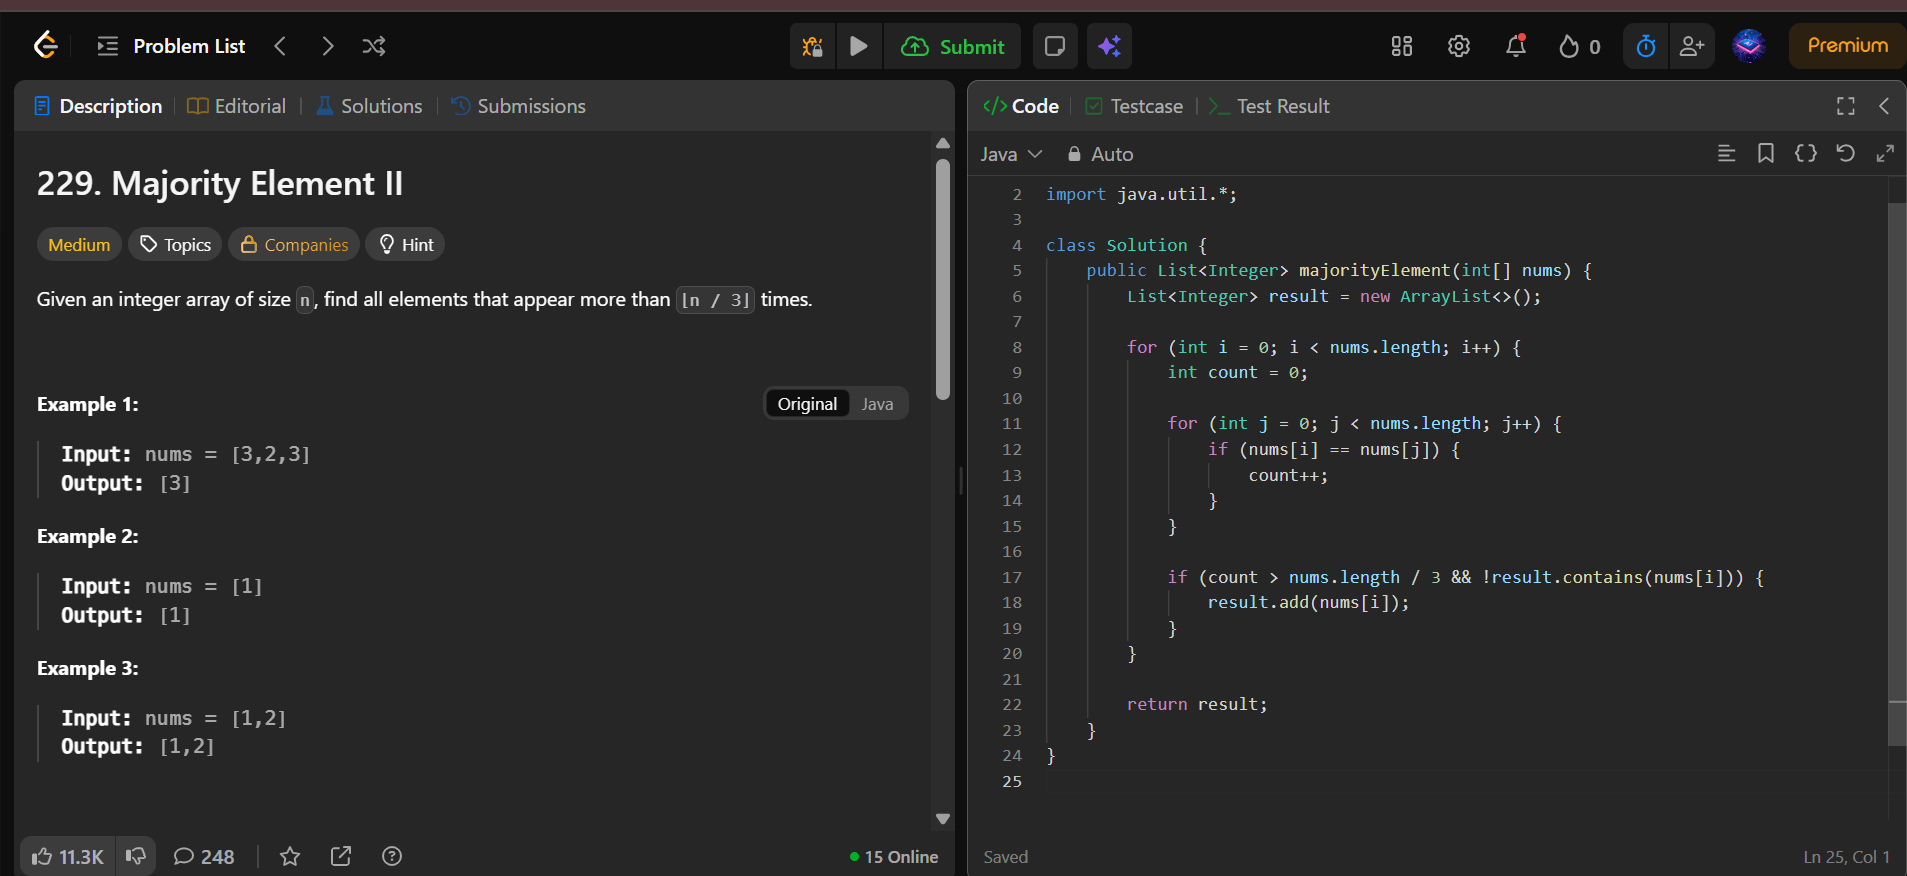 Problem List
Submit
0
Premium
Description
Editorial
Solutions
Submissions
229. Majority Element II
Medium
Topics
Companies
Hint
Given an integer array of size n, find all elements that appear more than ⌊n / 3⌋ times.
Example 1:
Original
Java
Input: nums = [3,2,3]
Output: [3]
Example 2:
Input: nums = [1]
Output: [1]
Example 3:
Input: nums = [1,2]
Output: [1,2]
11.3K
248
15 Online
</> Code
Testcase
Test Result
Java
Auto
2 import java.util.*;
3
4 class Solution {
5     public List<Integer> majorityElement(int[] nums) {
6         List<Integer> result = new ArrayList<>();
7
8         for (int i = 0; i < nums.length; i++) {
9             int count = 0;
10
11             for (int j = 0; j < nums.length; j++) {
12                 if (nums[i] == nums[j]) {
13                     count++;
14                 }
15             }
16
17             if (count > nums.length / 3 && !result.contains(nums[i])) {
18                 result.add(nums[i]);
19             }
20         }
21
22         return result;
23     }
24 }
25
Saved
Ln 25, Col 1